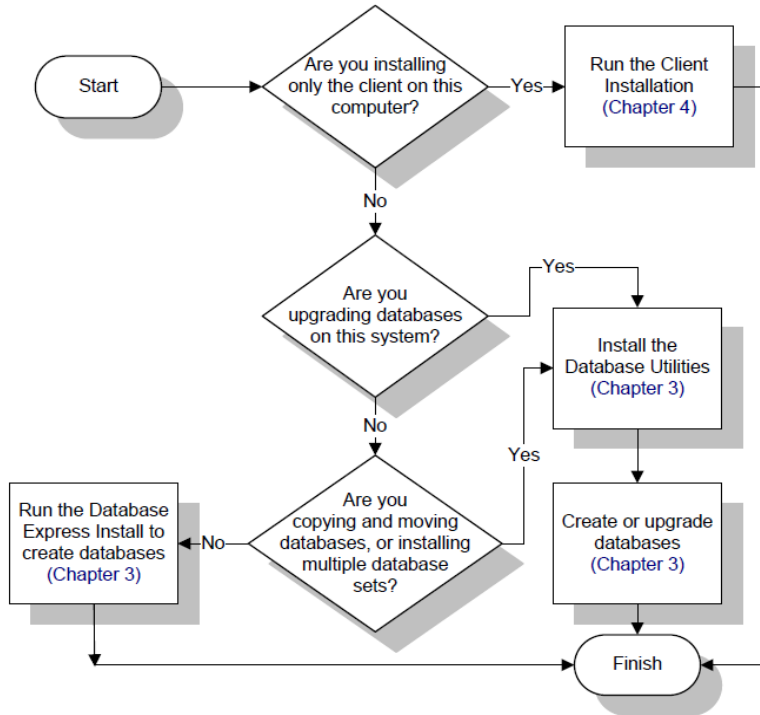 Start
Are you installing
only the client on this
computer?
Yes
Run the Client
Installation
(Chapter 4)
No
Are you
upgrading databases
on this system?
Yes
Install the
Database Utilities
(Chapter 3)
No
Yes
Are you
copying and moving
databases, or installing
multiple database
sets?
No
Run the Database
Express Install to
create databases
(Chapter 3)
Create or upgrade
databases
(Chapter 3)
Finish